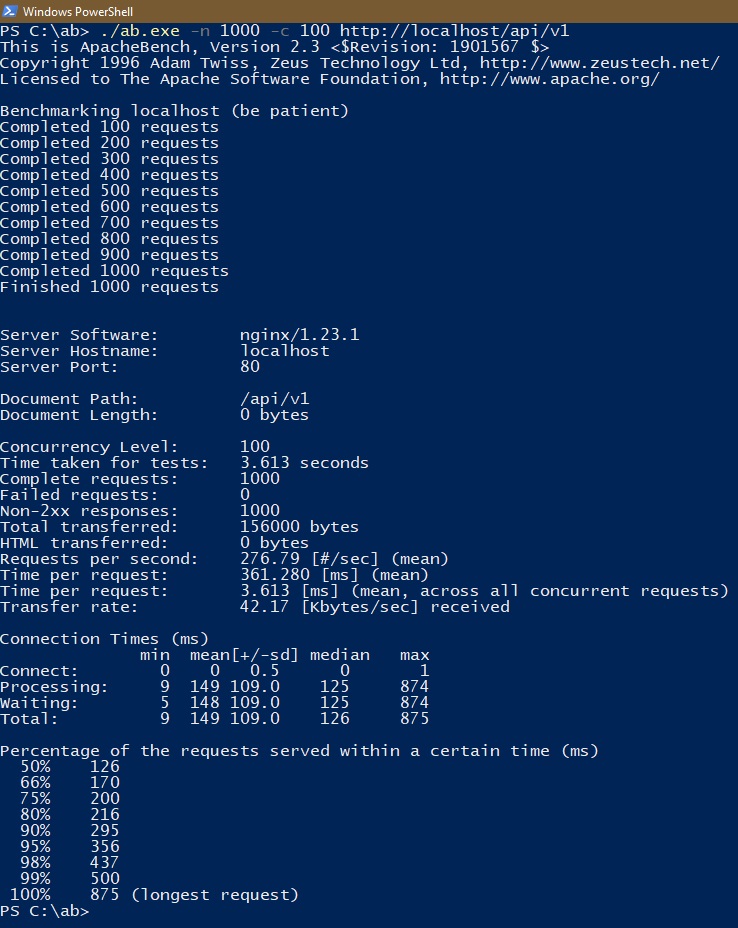 Windows PowerShell
PS C:\ab> ./ab.exe -n 1000 -c 100 http://localhost/api/v1
This is ApacheBench, Version 2.3 <$Revision: 1901567 $>
Copyright 1996 Adam Twiss, Zeus Technology Ltd, http://www.zeustech.net/
Licensed to The Apache Software Foundation, http://www.apache.org/

Benchmarking localhost (be patient)
Completed 100 requests
Completed 200 requests
Completed 300 requests
Completed 400 requests
Completed 500 requests
Completed 600 requests
Completed 700 requests
Completed 800 requests
Completed 900 requests
Completed 1000 requests
Finished 1000 requests

Server Software:        nginx/1.23.1
Server Hostname:        localhost
Server Port:            80

Document Path:          /api/v1
Document Length:        0 bytes

Concurrency Level:      100
Time taken for tests:   3.613 seconds
Complete requests:      1000
Failed requests:        0
Non-2xx responses:      1000
Total transferred:      156000 bytes
HTML transferred:       0 bytes
Requests per second:    276.79 [#/sec] (mean)
Time per request:       361.280 [ms] (mean)
Time per request:       3.613 [ms] (mean, across all concurrent requests)
Transfer rate:          42.17 [Kbytes/sec] received

Connection Times (ms)
              min  mean[+/-sd] median   max
Connect:        0    0   0.5      0       1
Processing:     9  149 109.0    125     874
Waiting:        5  148 109.0    125     874
Total:          9  149 109.0    126     875

Percentage of the requests served within a certain time (ms)
  50%    126
  66%    170
  75%    200
  80%    216
  90%    295
  95%    356
  98%    437
  99%    500
 100%    875 (longest request)
PS C:\ab>